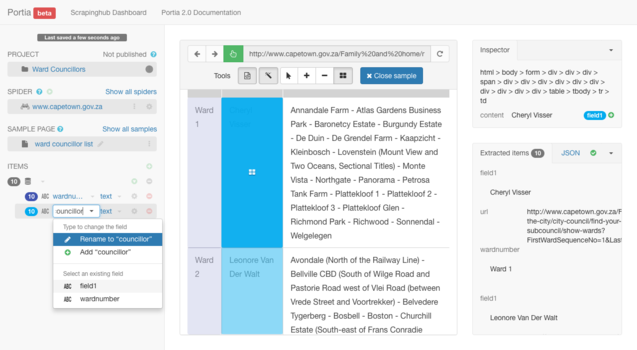 Portia beta Scrapinghub Dashboard Portia 2.0 Documentation
Last saved a few seconds ago
PROJECT Not published
Ward Councillors
SPIDER Show all spiders
www.capetown.gov.za
SAMPLE PAGE Show all samples
ward councillor list
ITEMS
10 -
10 ABC wardnu... text
10 ABC ouncillor text
Type to change the field
Rename to "councillor"
Add "councillor"
Select an existing field
ABC field1
ABC wardnumber
http://www.capetown.gov.za/Family%20and%20home/r
Tools Close sample
Ward 1
Annandale Farm - Atlas Gardens Business
Park - Baronetcy Estate - Burgundy Estate
- De Duin - De Grendel Farm - Kaapzicht -
Kleinbosch - Lovenstein (Mount View and
Two Oceans, Sectional Titles) - Monte
Vista - Northgate - Panorama - Petrosa
Tank Farm - Plattekloof 1 - Plattekloof 2 -
Plattekloof 3 - Plattekloof Glen -
Richmond Park - Richwood - Sonnendal -
Welgelegen
Ward 2
Leonore Van
Der Walt
Avondale (North of the Railway Line) -
Bellville CBD (South of Wilge Road and
Pastorie Road west of Vlei Road (between
Vrede Street and Voortrekker) - Belvedere
Tygerberg - Bosbell - Boston - Churchill
Estate (South-east of Frans Conradie
Inspector
html > body > form > div > div > div >
span > div > div > div > div > div > div >
div > div > div > div > table > tbody > tr >
td
content Cheryl Visser field1
Extracted items 10 JSON
field1
Cheryl Visser
url http://www.capetown.gov.za/F
the-city/city-council/find-your-
subcouncil/show-wards?
FirstWardSequenceNo=1&Las
wardnumber
Ward 1
field1
Leonore Van Der Walt